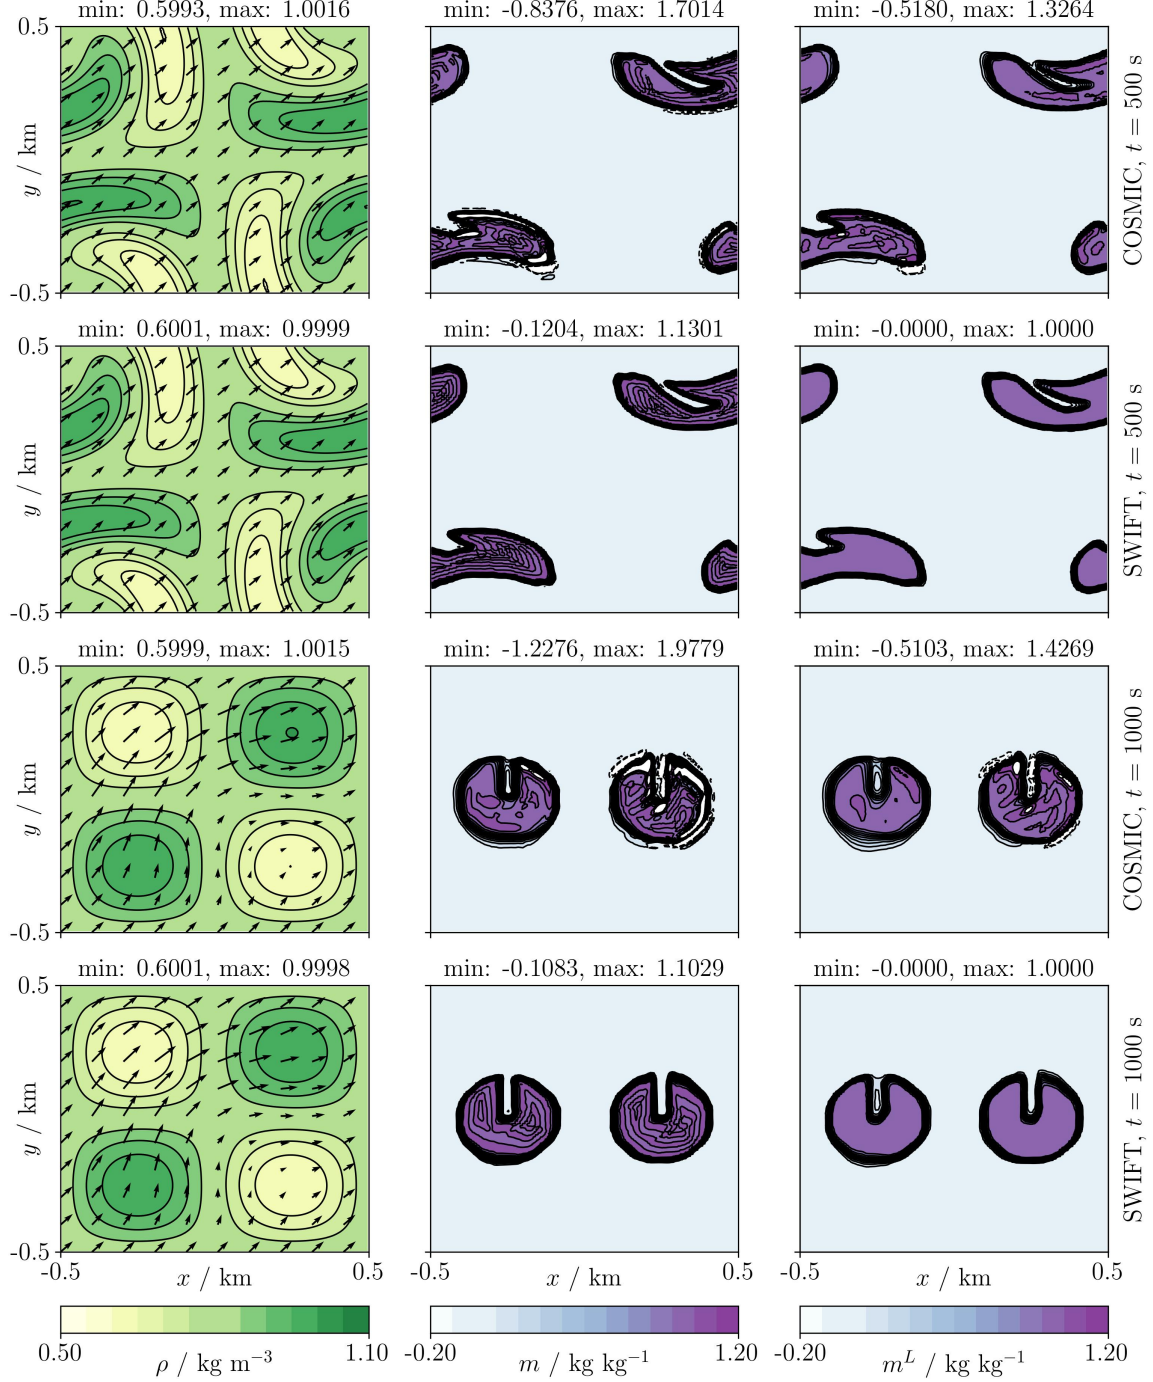 min: 0.5993, max: 1.0016
min: -0.8376, max: 1.7014
min: -0.5180, max: 1.3264
0.5
y / km
-0.5
COSMIC, t = 500 s
min: 0.6001, max: 0.9999
min: -0.1204, max: 1.1301
min: -0.0000, max: 1.0000
0.5
y / km
-0.5
SWIFT, t = 500 s
min: 0.5999, max: 1.0015
min: -1.2276, max: 1.9779
min: -0.5103, max: 1.4269
0.5
y / km
-0.5
COSMIC, t = 1000 s
min: 0.6001, max: 0.9998
min: -0.1083, max: 1.1029
min: -0.0000, max: 1.0000
0.5
y / km
-0.5
SWIFT, t = 1000 s
-0.5 x / km 0.5
-0.5 x / km 0.5
-0.5 x / km 0.5
0.50 ρ / kg m⁻³ 1.10
-0.20 m / kg kg⁻¹ 1.20
-0.20 mᴸ / kg kg⁻¹ 1.20